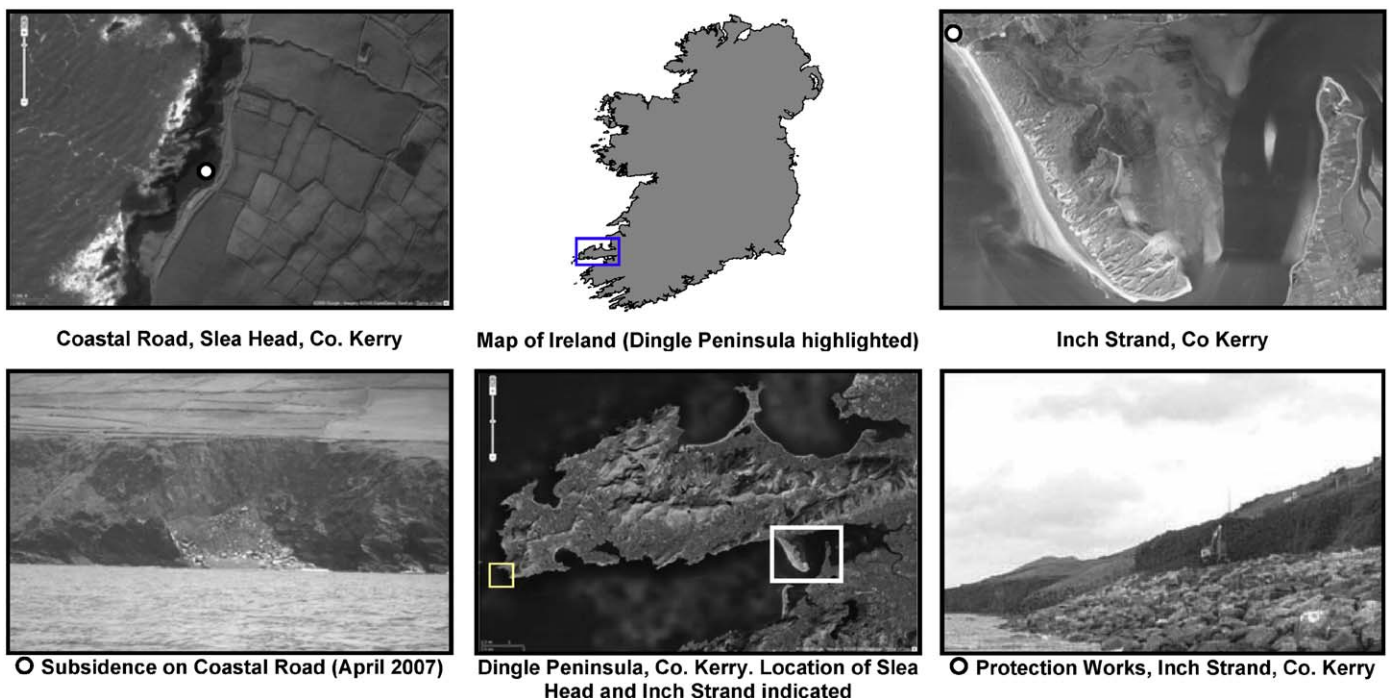 Coastal Road, Slea Head, Co. Kerry
Map of Ireland (Dingle Peninsula highlighted)
Inch Strand, Co Kerry
Subsidence on Coastal Road (April 2007)
Dingle Peninsula, Co. Kerry. Location of Slea
Head and Inch Strand indicated
Protection Works, Inch Strand, Co. Kerry